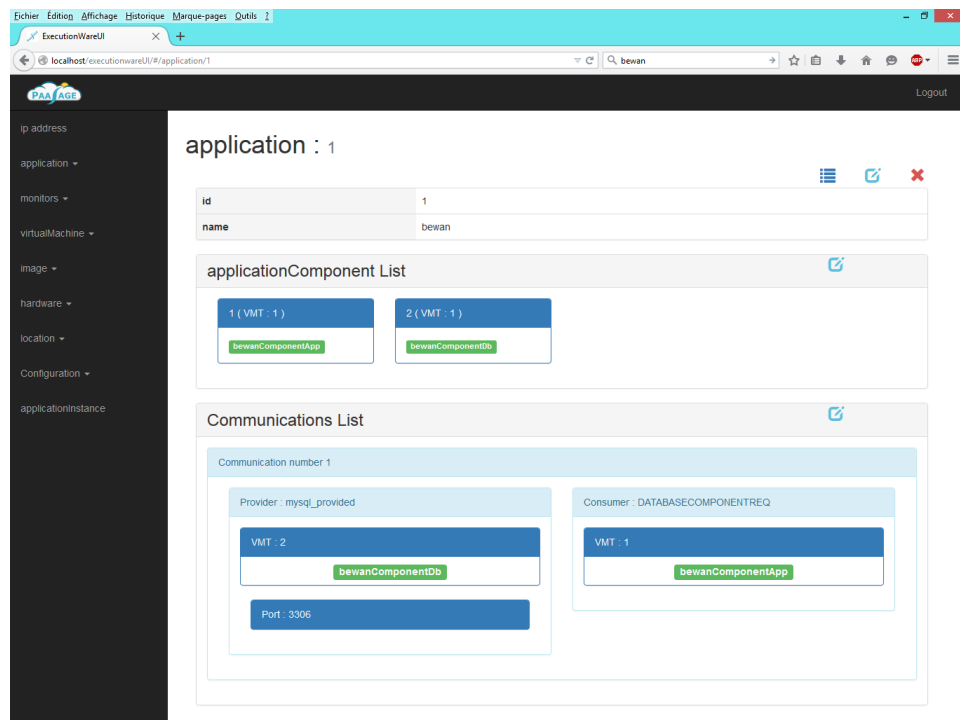 Eichier Édition Affichage Historique Marque-pages Outils ?
ExecutionWareUI
localhost/executionwareUI/#/application/1
bewan
ABP
PAASAGE
Logout
ip address
application
monitors
virtualMachine
image
hardware
location
Configuration
applicationInstance
application : 1
id 1
name bewan
applicationComponent List
1 ( VMT : 1 )
2 ( VMT : 1 )
bewanComponentApp
bewanComponentDb
Communications List
Communication number 1
Provider : mysql_provided
Consumer : DATABASECOMPONENTREQ
VMT : 2
VMT : 1
bewanComponentDb
bewanComponentApp
Port : 3306